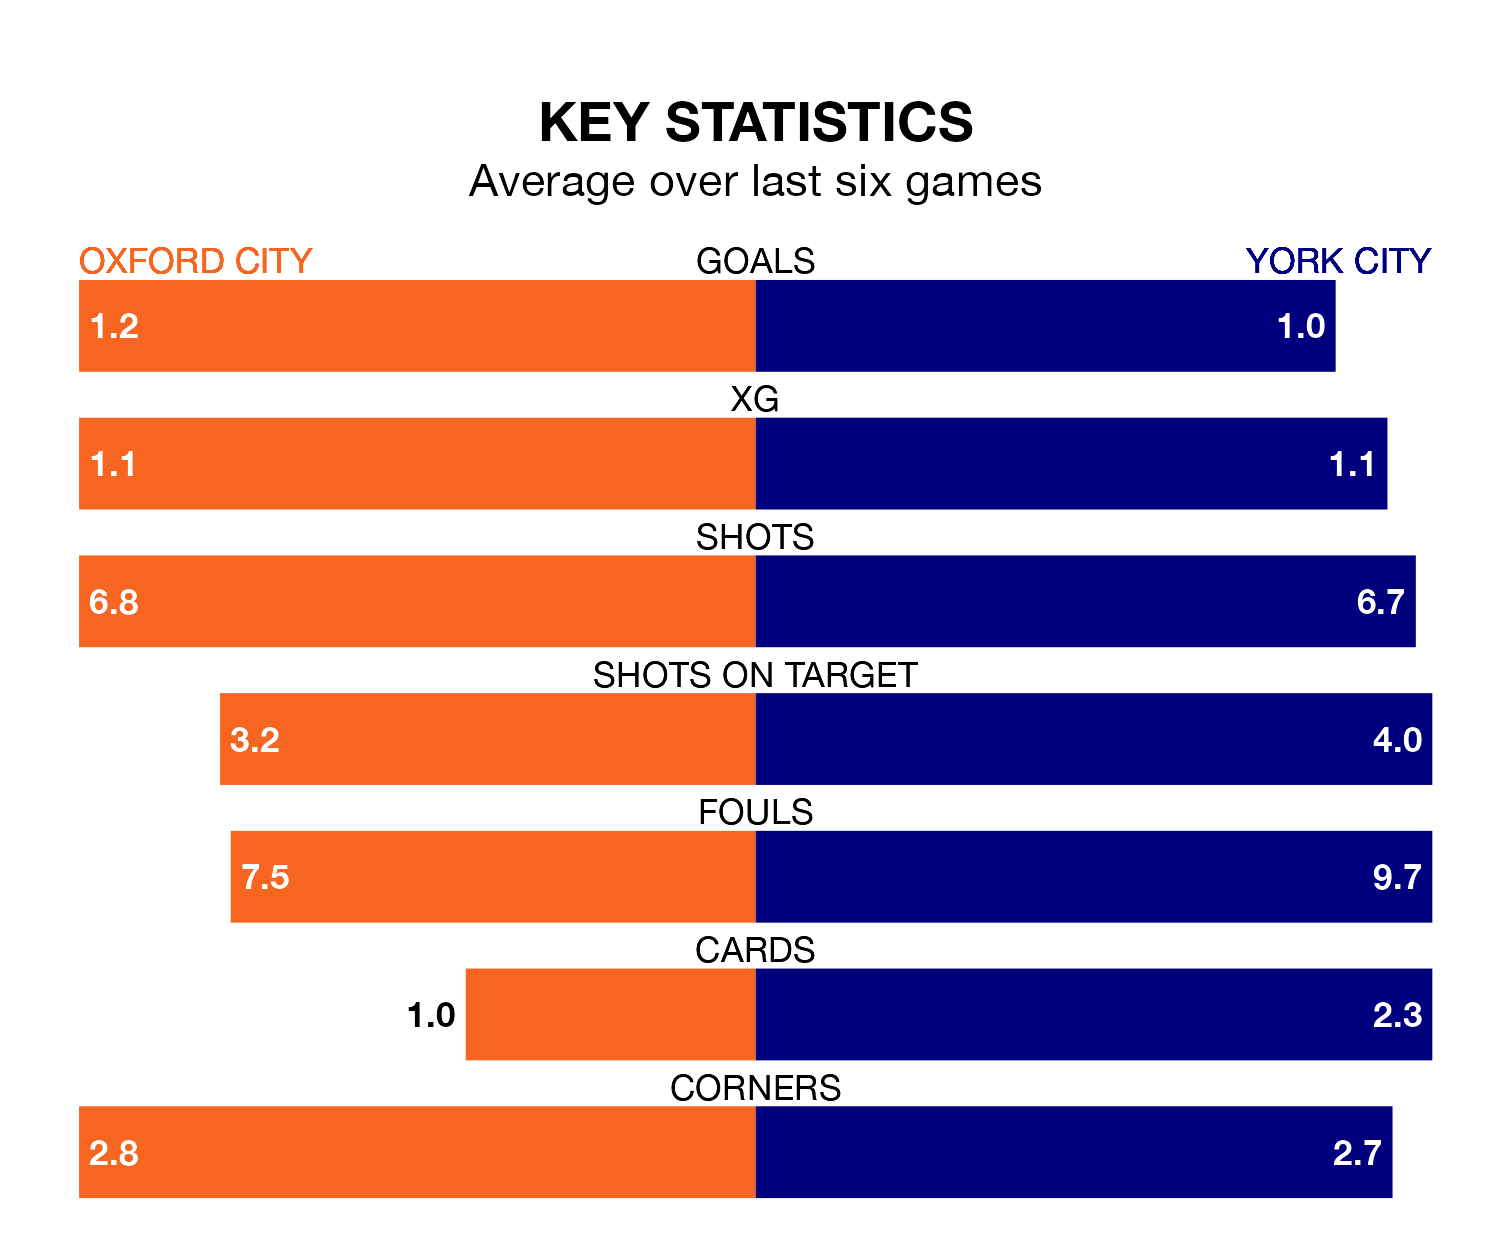 KEY STATISTICS
Average over last six games
OXFORD CITY GOALS YORK CITY
1.2 1.0
XG
1.1 1.1
SHOTS
6.8 6.7
SHOTS ON TARGET
3.2 4.0
FOULS
7.5 9.7
CARDS
1.0 2.3
CORNERS
2.8 2.7